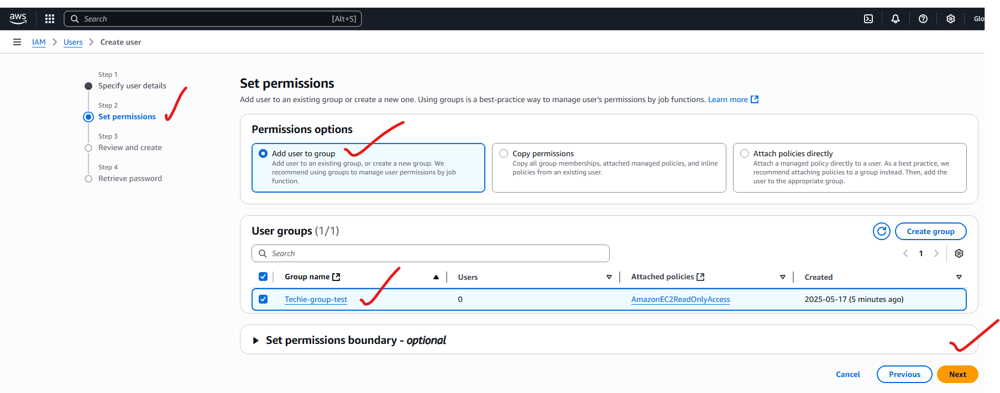 aws
Search [Alt+S]
Glo
IAM > Users > Create user
Step 1
Specify user details
Step 2
Set permissions
Step 3
Review and create
Step 4
Retrieve password
Set permissions
Add user to an existing group or create a new one. Using groups is a best-practice way to manage user's permissions by job functions. Learn more
Permissions options
Add user to group
Add user to an existing group, or create a new group. We
recommend using groups to manage user permissions by job
function.
Copy permissions
Copy all group memberships, attached managed policies, and inline
policies from an existing user.
Attach policies directly
Attach a managed policy directly to a user. As a best practice, we
recommend attaching policies to a group instead. Then, add the
user to the appropriate group.
User groups (1/1)
Create group
Search
1
Group name Users Attached policies Created
Techie-group-test 0 AmazonEC2ReadOnlyAccess 2025-05-17 (5 minutes ago)
Set permissions boundary - optional
Cancel Previous Next